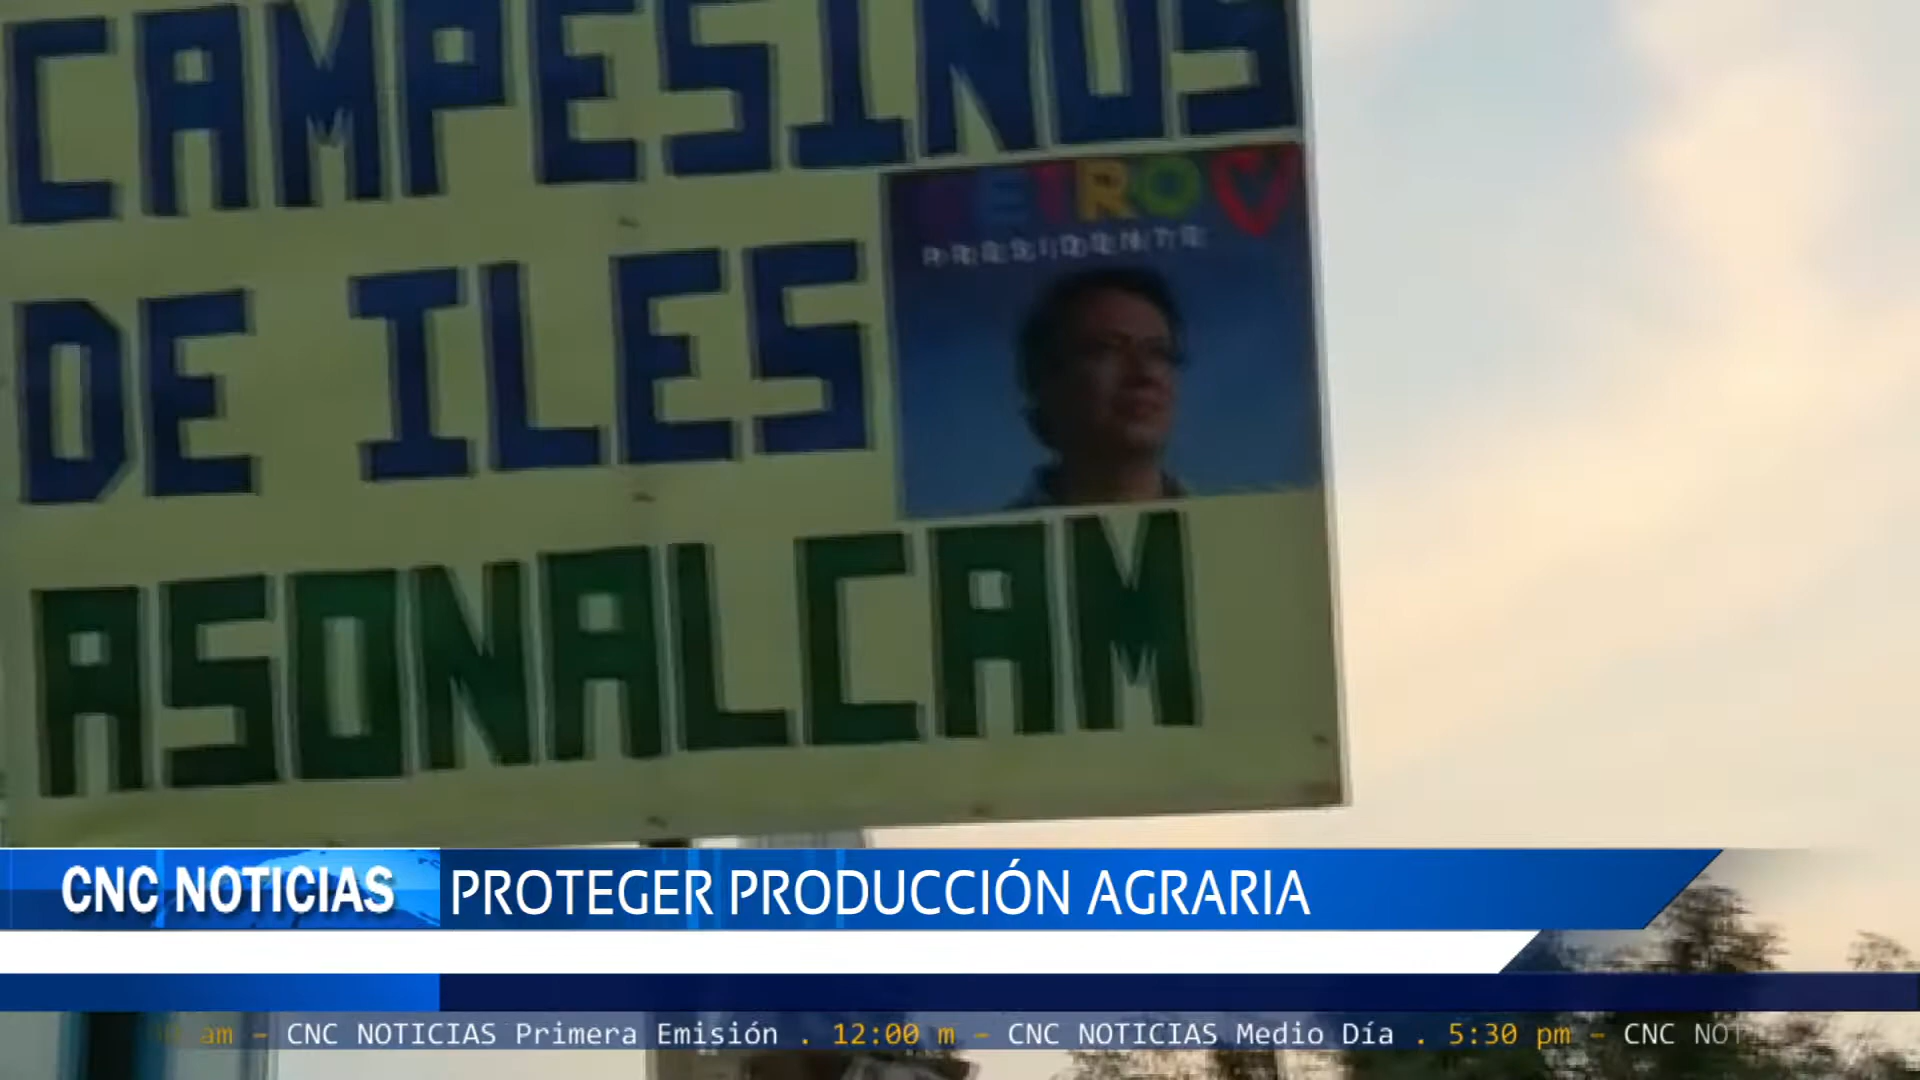 CAMPESINOS
DE ILES
PETRO
PRESIDENTE
ASONALCAM
CNC NOTICIAS PROTEGER PRODUCCIÓN AGRARIA
am – CNC NOTICIAS Primera Emisión . 12:00 m – CNC NOTICIAS Medio Día . 5:30 pm – CNC NOT